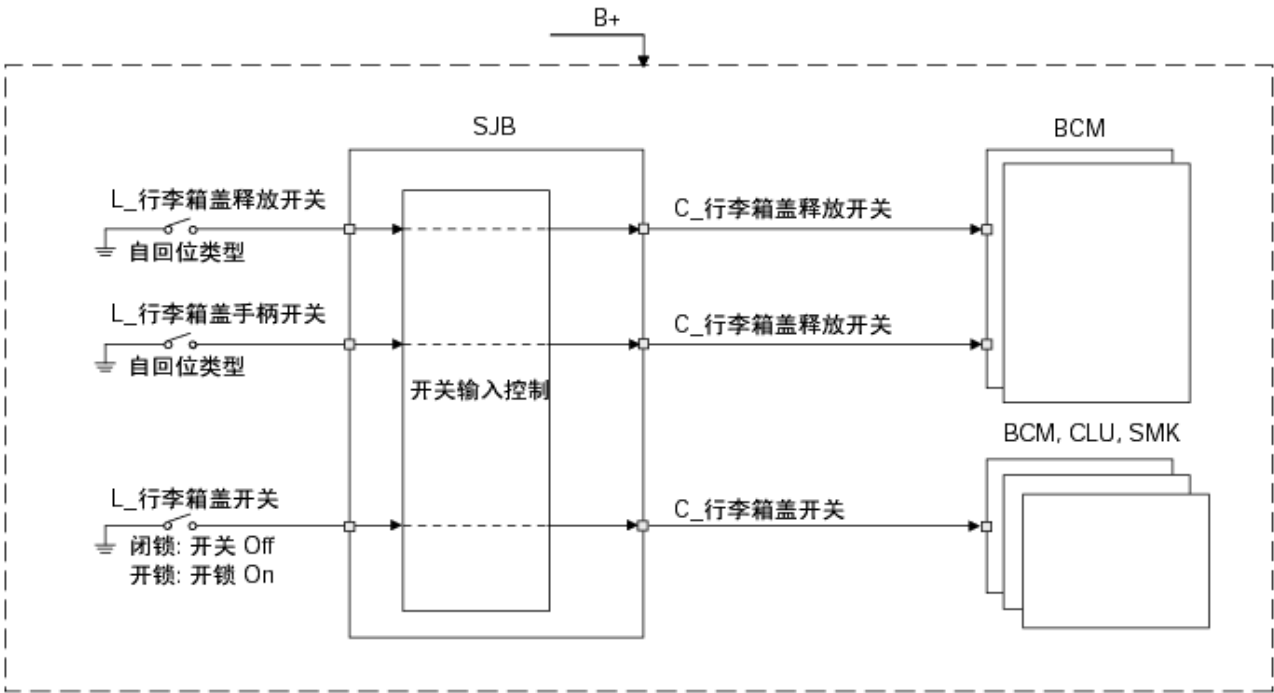 B+
SJB
BCM
L_行李箱盖释放开关
自回位类型
C_行李箱盖释放开关
L_行李箱盖手柄开关
自回位类型
C_行李箱盖释放开关
开关输入控制
BCM, CLU, SMK
L_行李箱盖开关
闭锁: 开关 Off
开锁: 开锁 On
C_行李箱盖开关